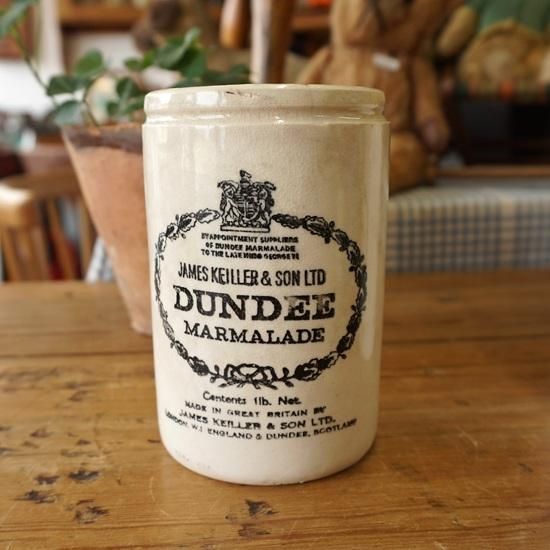 BY APPOINTMENT SUPPLIERS
OF DUNDEE MARMALADE
TO THE LATE KING GEORGE VI
JAMES KEILLER & SON LTD
DUNDEE
MARMALADE
Contents 1lb. Net.
MADE IN GREAT BRITAIN BY
JAMES KEILLER & SON LTD.
LONDON, W.1 ENGLAND & DUNDEE, SCOTLAND